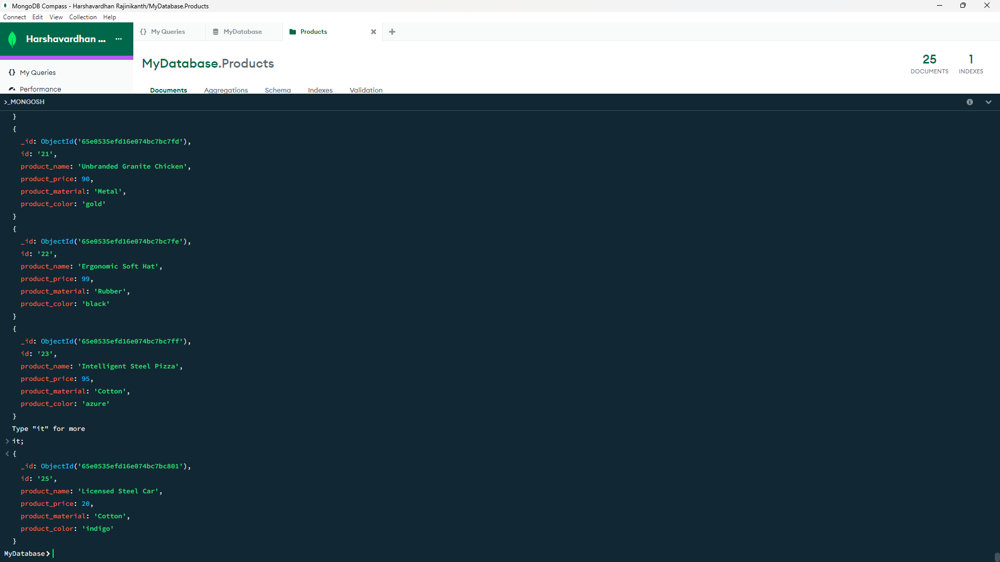 MongoDB Compass - Harshavardhan Rajinikanth/MyDatabase.Products
Connect Edit View Collection Help
Harshavardhan ... ···
{} My Queries MyDatabase Products
MyDatabase.Products
25 DOCUMENTS
1 INDEXES
{} My Queries
Performance
Documents Aggregations Schema Indexes Validation
>_MONGOSH
}
{
_id: ObjectId('65e0535efd16e074bc7bc7fd'),
id: '21',
product_name: 'Unbranded Granite Chicken',
product_price: 90,
product_material: 'Metal',
product_color: 'gold'
}
{
_id: ObjectId('65e0535efd16e074bc7bc7fe'),
id: '22',
product_name: 'Ergonomic Soft Hat',
product_price: 99,
product_material: 'Rubber',
product_color: 'black'
}
{
_id: ObjectId('65e0535efd16e074bc7bc7ff'),
id: '23',
product_name: 'Intelligent Steel Pizza',
product_price: 95,
product_material: 'Cotton',
product_color: 'azure'
}
Type "it" for more
> it;
< {
_id: ObjectId('65e0535efd16e074bc7bc801'),
id: '25',
product_name: 'Licensed Steel Car',
product_price: 20,
product_material: 'Cotton',
product_color: 'indigo'
}
MyDatabase>